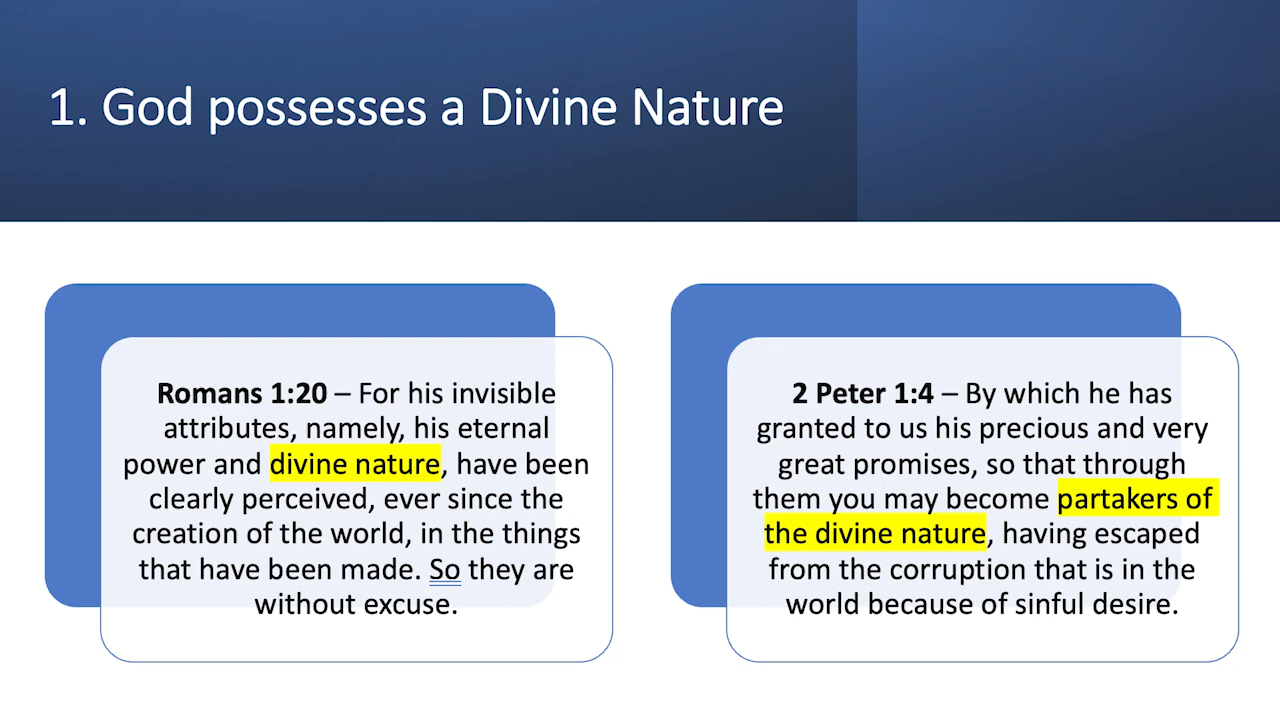 1. God possesses a Divine Nature
Romans 1:20 – For his invisible
attributes, namely, his eternal
power and divine nature, have been
clearly perceived, ever since the
creation of the world, in the things
that have been made. So they are
without excuse.
2 Peter 1:4 – By which he has
granted to us his precious and very
great promises, so that through
them you may become partakers of
the divine nature, having escaped
from the corruption that is in the
world because of sinful desire.